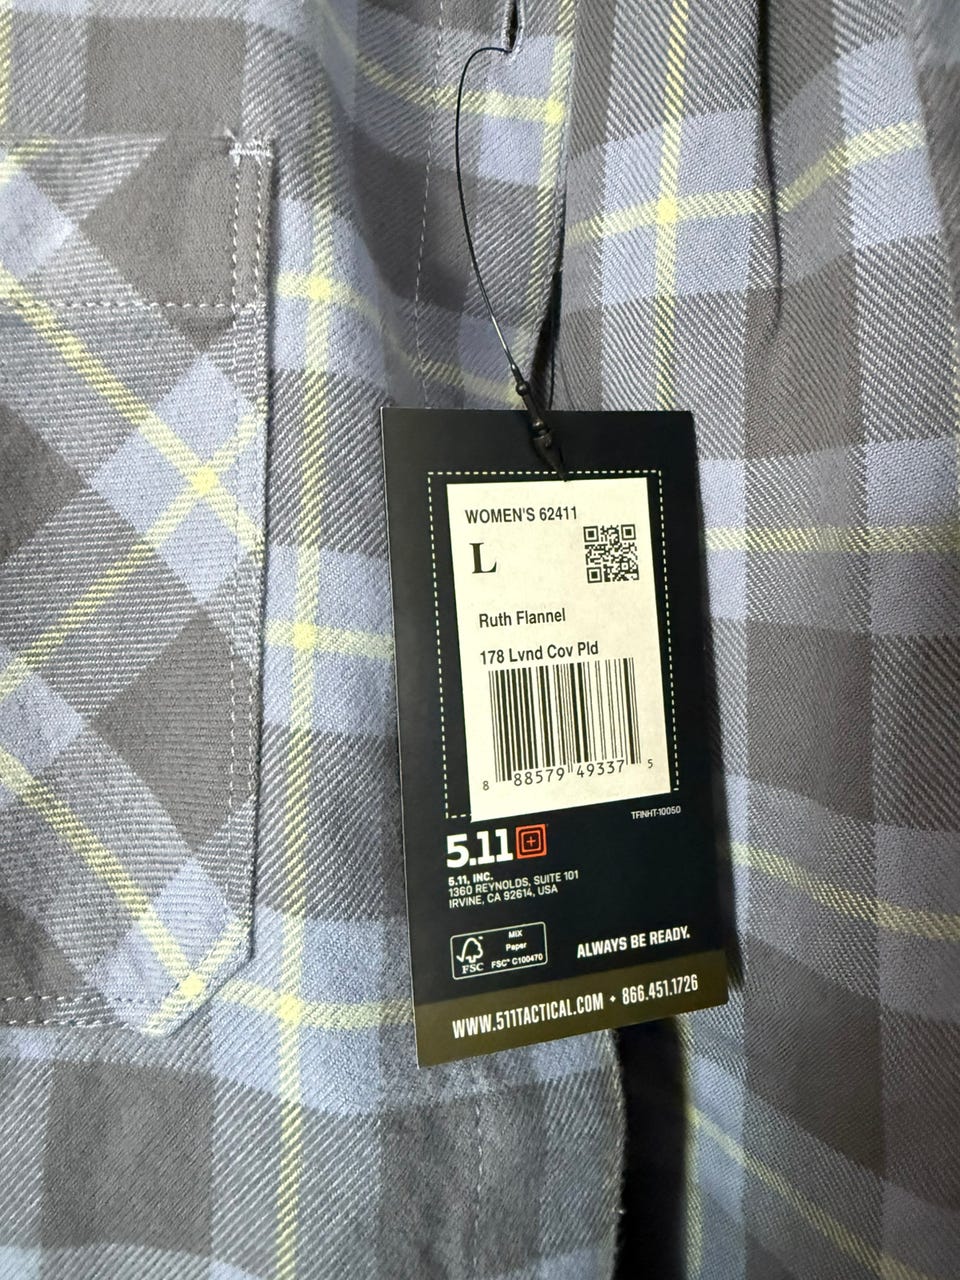 WOMEN'S 62411
L
Ruth Flannel
178 Lvnd Cov Pld
8 88579 49337 5
TFINHT-10050
5.11
5.11, INC.
1360 REYNOLDS, SUITE 101
IRVINE, CA 92614, USA
FSC
MIX
Paper
FSC® C100470
ALWAYS BE READY.
WWW.511TACTICAL.COM • 866.451.1726